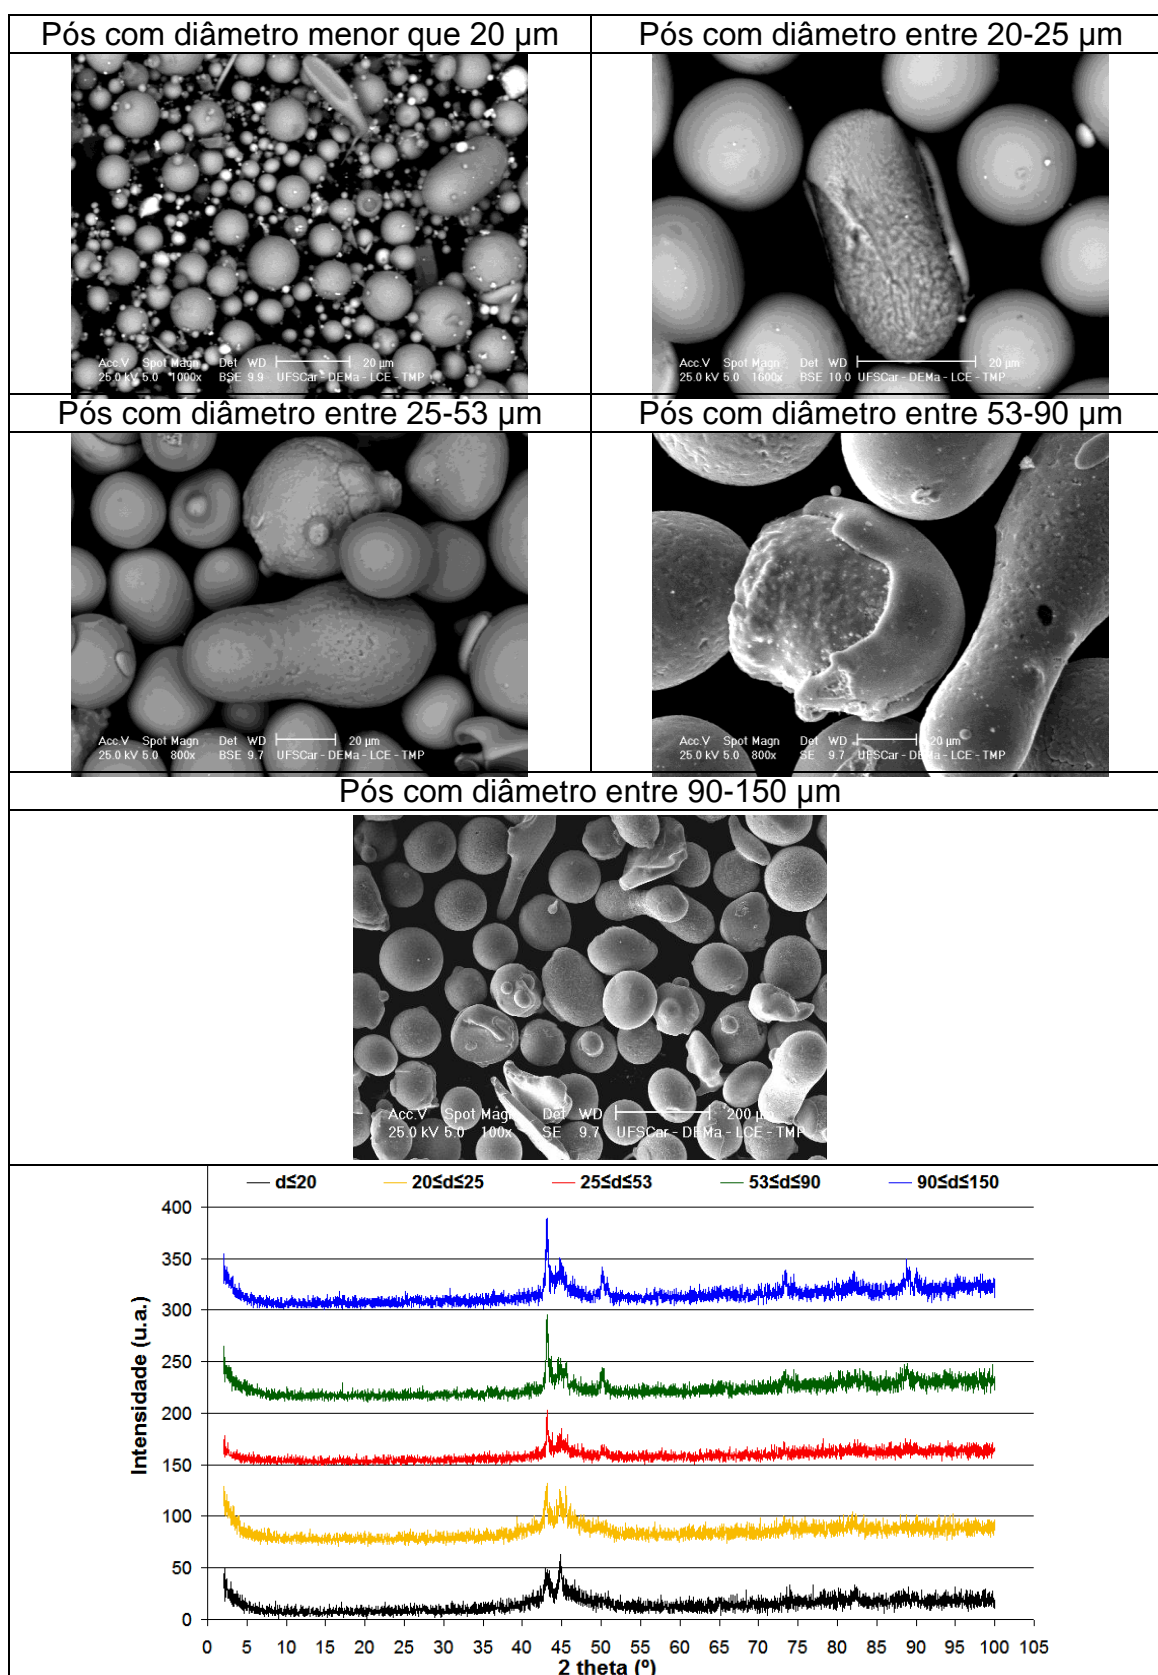 Pós com diâmetro menor que 20 µm
Pós com diâmetro entre 20-25 µm
Acc.V Spot Magn Det WD 20 µm
25.0 kV 5.0 1000x BSE 9.9 UFSCar - DEMa - LCE - TMP
Acc.V Spot Magn Det WD 20 µm
25.0 kV 5.0 1600x BSE 10.0 UFSCar - DEMa - LCE - TMP
Pós com diâmetro entre 25-53 µm
Pós com diâmetro entre 53-90 µm
Acc.V Spot Magn Det WD 20 µm
25.0 kV 5.0 800x BSE 9.7 UFSCar - DEMa - LCE - TMP
Acc.V Spot Magn Det WD 20 µm
25.0 kV 5.0 800x SE 9.7 UFSCar - DEMa - LCE - TMP
Pós com diâmetro entre 90-150 µm
Acc.V Spot Magn Det WD 200 µm
25.0 kV 5.0 100x SE 9.7 UFSCar - DEMa - LCE - TMP
d≤20 20≤d≤25 25≤d≤53 53≤d≤90 90≤d≤150
Intensidade (u.a.)
400
350
300
250
200
150
100
50
0
0 5 10 15 20 25 30 35 40 45 50 55 60 65 70 75 80 85 90 95 100 105
2 theta (º)